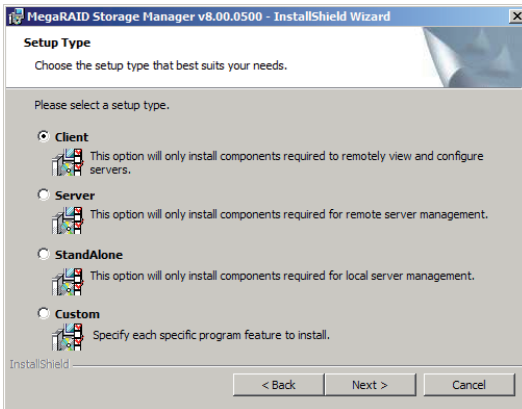 MegaRAID Storage Manager v8.00.0500 - InstallShield Wizard
Setup Type
Choose the setup type that best suits your needs.
Please select a setup type.
Client
This option will only install components required to remotely view and configure
servers.
Server
This option will only install components required for remote server management.
StandAlone
This option will only install components required for local server management.
Custom
Specify each specific program feature to install.
InstallShield
< Back Next > Cancel